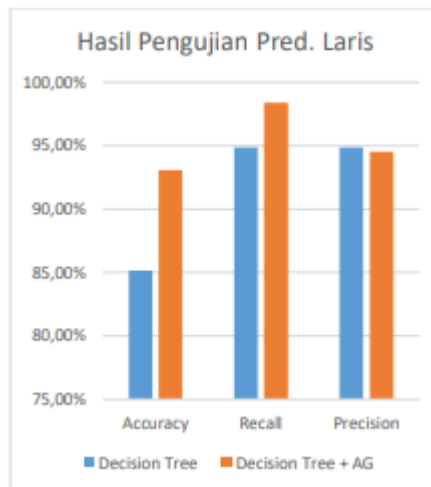 Hasil Pengujian Pred. Laris
100,00%
95,00%
90,00%
85,00%
80,00%
75,00%
Accuracy Recall Precision
Decision Tree Decision Tree + AG